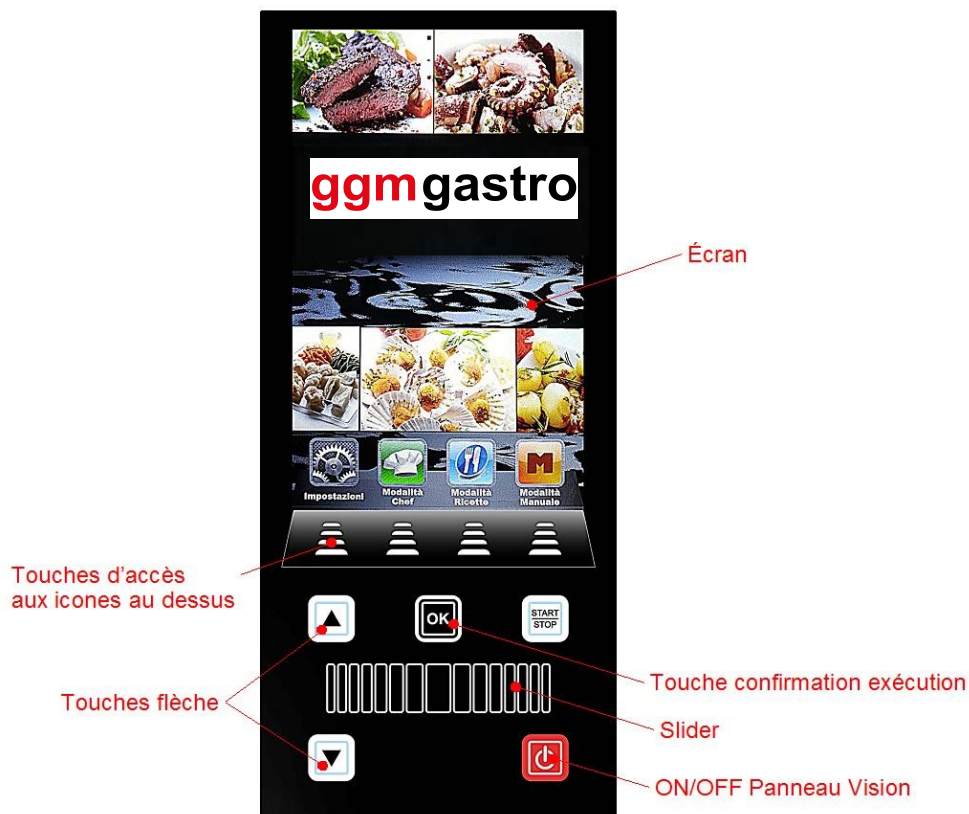 ggmgastro
Écran
Impostazioni
Modalità
Chef
Modalità
Ricette
M
Modalità
Manuale
Touches d'accès
aux icones au dessus
OK
START
STOP
Touche confirmation exécution
Touches flèche
Slider
ON/OFF Panneau Vision